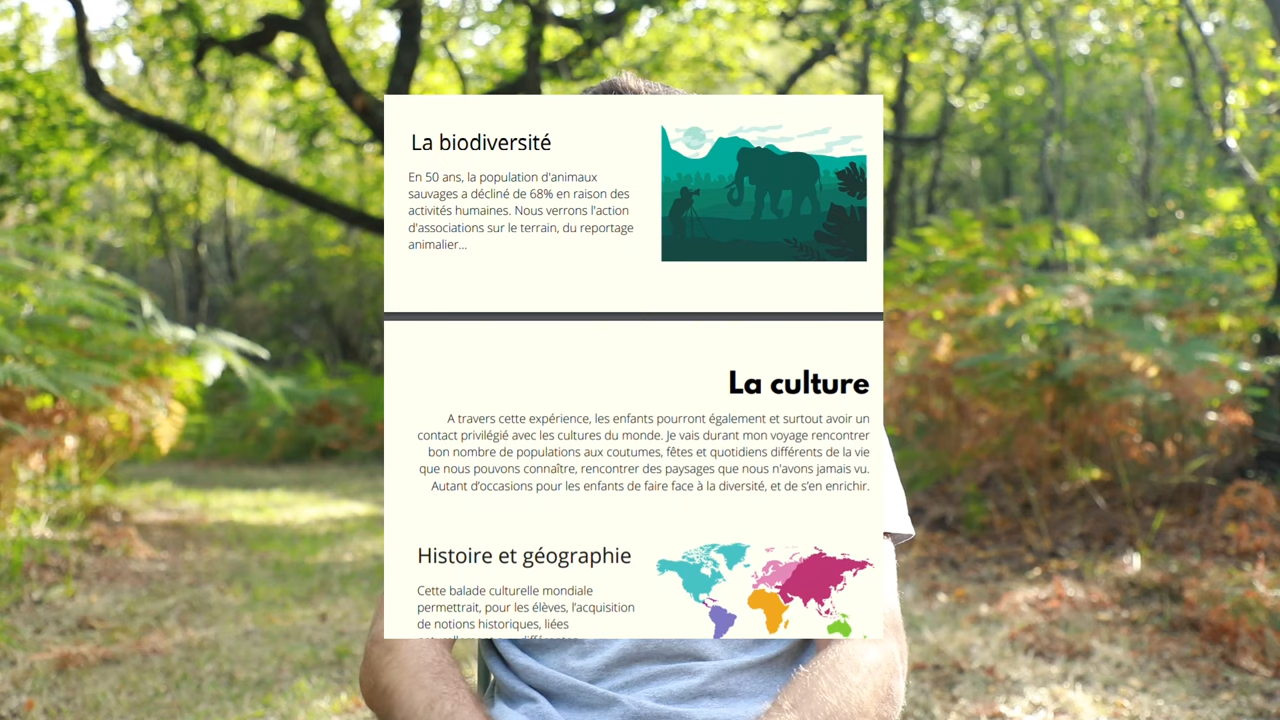 La biodiversité
En 50 ans, la population d'animaux
sauvages a décliné de 68% en raison des
activités humaines. Nous verrons l'action
d'associations sur le terrain, du reportage
animalier...
La culture
A travers cette expérience, les enfants pourront également et surtout avoir un
contact privilégié avec les cultures du monde. Je vais durant mon voyage rencontrer
bon nombre de populations aux coutumes, fêtes et quotidiens différents de la vie
que nous pouvons connaître, rencontrer des paysages que nous n'avons jamais vu.
Autant d’occasions pour les enfants de faire face à la diversité, et de s’en enrichir.
Histoire et géographie
Cette balade culturelle mondiale
permettrait, pour les élèves, l’acquisition
de notions historiques, liées